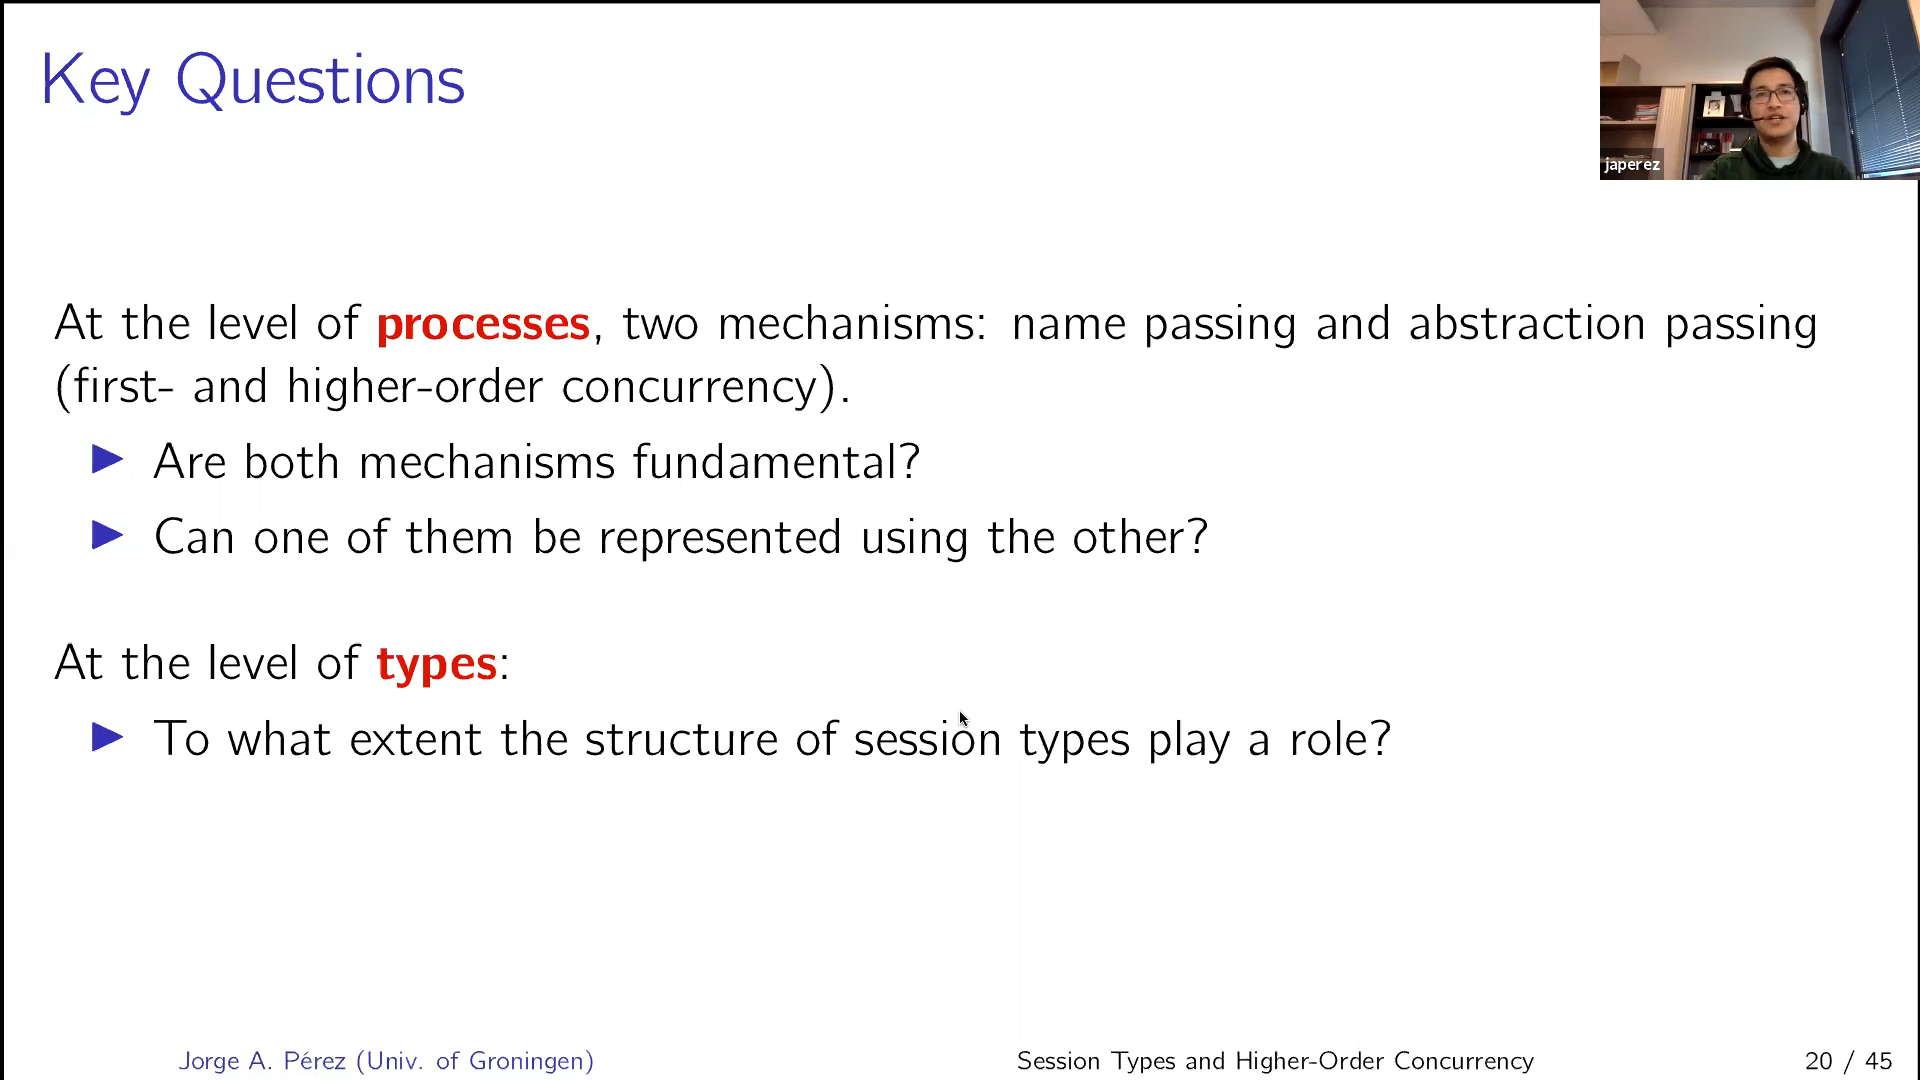 Key Questions
japerez
At the level of processes, two mechanisms: name passing and abstraction passing
(first- and higher-order concurrency).
Are both mechanisms fundamental?
Can one of them be represented using the other?
At the level of types:
To what extent the structure of session types play a role?
Jorge A. Pérez (Univ. of Groningen)
Session Types and Higher-Order Concurrency
20 / 45